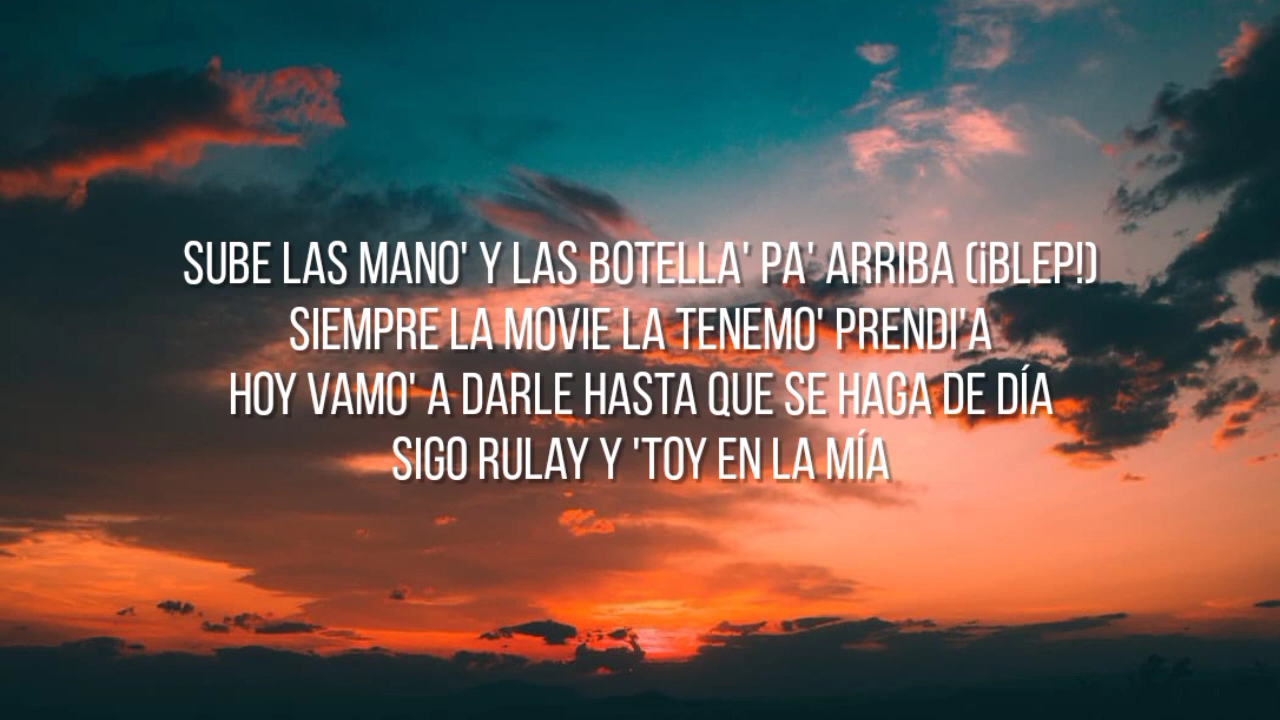 SUBE LAS MANO' Y LAS BOTELLA' PA' ARRIBA (¡BLEP!)
SIEMPRE LA MOVIE LA TENEMO' PRENDI'A
HOY VAMO' A DARLE HASTA QUE SE HAGA DE DÍA
SIGO RULAY Y 'TOY EN LA MÍA